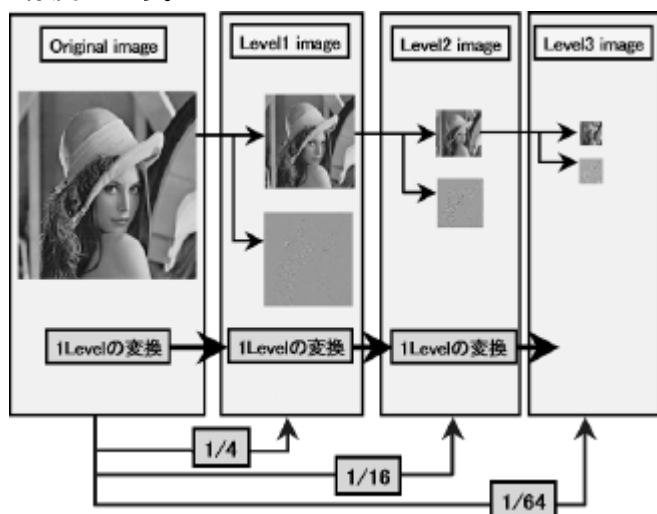 Original image
Level1 image
Level2 image
Level3 image
1Levelの変換
1Levelの変換
1Levelの変換
1/4
1/16
1/64